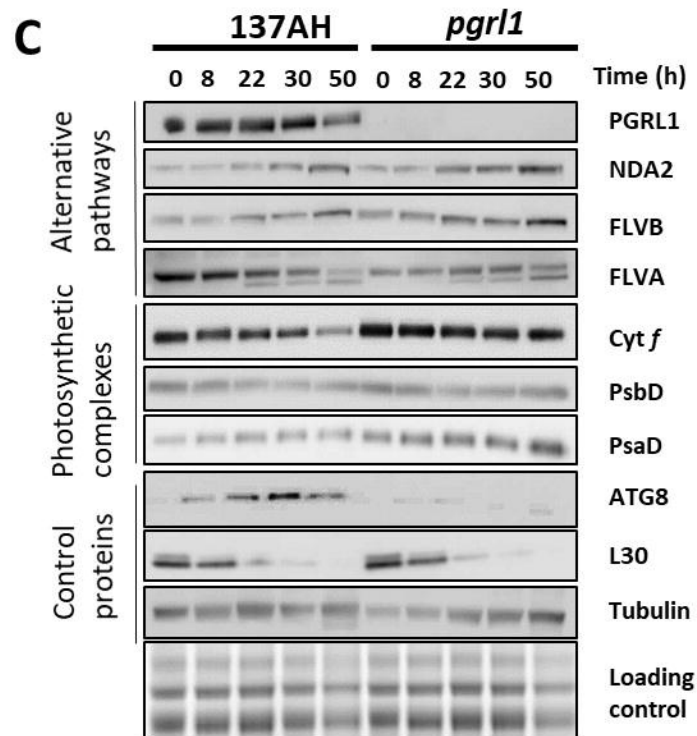 C
137AH pgrl1
0 8 22 30 50 0 8 22 30 50 Time (h)
Alternative
pathways
PGRL1
NDA2
FLVB
FLVA
Photosynthetic
complexes
Cyt f
PsbD
PsaD
Control
proteins
ATG8
L30
Tubulin
Loading
control